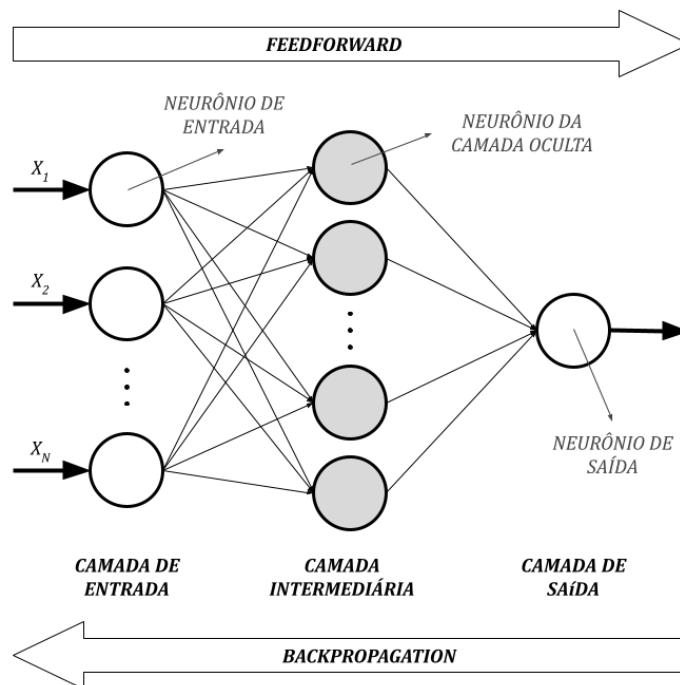 FEEDFORWARD
NEURÔNIO DE
ENTRADA
NEURÔNIO DA
CAMADA OCULTA
X1
X2
XN
NEURÔNIO DE
SAÍDA
CAMADA DE
ENTRADA
CAMADA
INTERMEDIÁRIA
CAMADA DE
SAíDA
BACKPROPAGATION